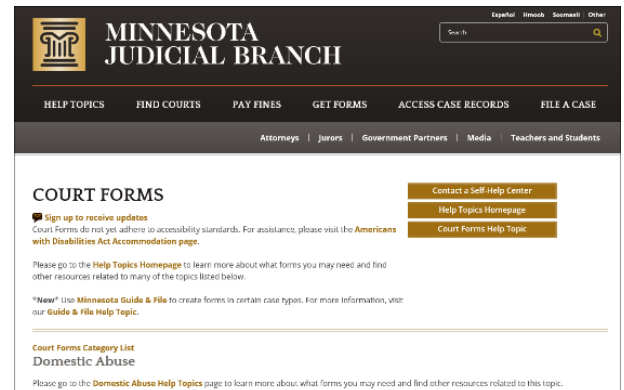 Español | Hmoob | Soomaali | Other
MINNESOTA
JUDICIAL BRANCH
Search
HELP TOPICS FIND COURTS PAY FINES GET FORMS ACCESS CASE RECORDS FILE A CASE
Attorneys | Jurors | Government Partners | Media | Teachers and Students
COURT FORMS
Contact a Self-Help Center
Help Topics Homepage
Court Forms Help Topic
Sign up to receive updates
Court Forms do not yet adhere to accessibility standards. For assistance, please visit the Americans
with Disabilities Act Accommodation page.
Please go to the Help Topics Homepage to learn more about what forms you may need and find
other resources related to many of the topics listed below.
*New* Use Minnesota Guide & File to create forms in certain case types. For more information, visit
our Guide & File Help Topic.
Court Forms Category List
Domestic Abuse
Please go to the Domestic Abuse Help Topics page to learn more about what forms you may need and find other resources related to this topic.